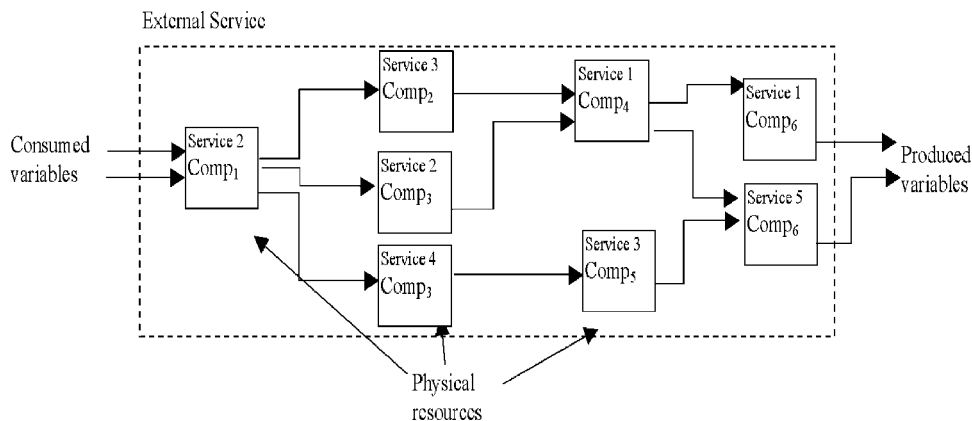 External Service
Consumed
variables
Service 2
Comp₁
Service 3
Comp₂
Service 2
Comp₃
Service 4
Comp₃
Service 1
Comp₄
Service 3
Comp₅
Service 1
Comp₆
Service 5
Comp₆
Produced
variables
Physical
resources